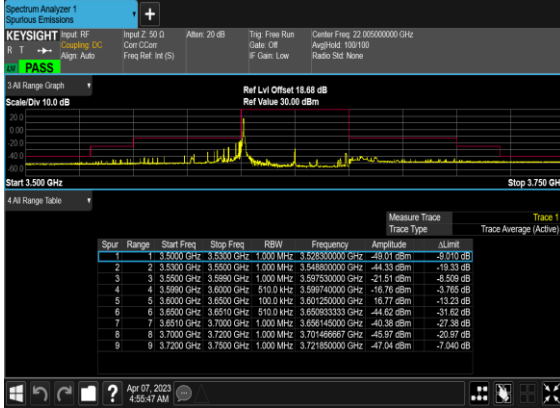 Spectrum Analyzer 1
Spurious Emissions
+
KEYSIGHT Input: RF Input Z: 50 Ω Atten: 20 dB Trig: Free Run Center Freq: 22.005000000 GHz
R T Coupling: DC Corr CCorr Gate: Off Avg|Hold: 100/100
Align: Auto Freq Ref: Int (S) IF Gain: Low Radio Std: None
PASS
3 All Range Graph
Ref Lvl Offset 18.68 dB
Scale/Div 10.0 dB Ref Value 30.00 dBm
20.0
0.00
-20.0
-40.0
-60.0
Start 3.500 GHz Stop 3.750 GH
4 All Range Table
Measure Trace Trace 1
Trace Type Trace Average (Active)
Spur Range Start Freq Stop Freq RBW Frequency Amplitude ΔLimit
1 1 3.5000 GHz 3.5300 GHz 1.000 MHz 3.528300000 GHz -49.01 dBm -9.010 dB
2 2 3.5300 GHz 3.5500 GHz 1.000 MHz 3.548800000 GHz -44.33 dBm -19.33 dB
3 3 3.5500 GHz 3.5990 GHz 1.000 MHz 3.597530000 GHz -21.51 dBm -8.509 dB
4 4 3.5990 GHz 3.6000 GHz 510.0 kHz 3.599740000 GHz -16.76 dBm -3.765 dB
5 5 3.6000 GHz 3.6500 GHz 100.0 kHz 3.601250000 GHz 16.77 dBm -13.23 dB
6 6 3.6500 GHz 3.6510 GHz 510.0 kHz 3.650933333 GHz -44.62 dBm -31.62 dB
7 7 3.6510 GHz 3.7000 GHz 1.000 MHz 3.656145000 GHz -40.38 dBm -27.38 dB
8 8 3.7000 GHz 3.7200 GHz 1.000 MHz 3.701466667 GHz -45.97 dBm -20.97 dB
9 9 3.7200 GHz 3.7500 GHz 1.000 MHz 3.721850000 GHz -47.04 dBm -7.040 dB
? Apr 07, 2023
4:55:47 AM